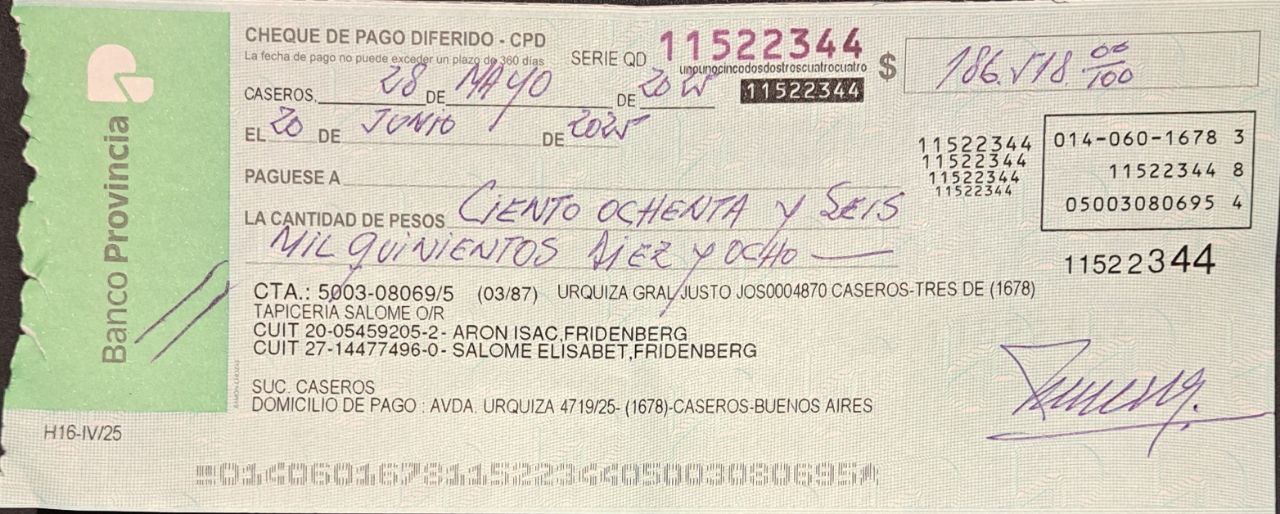 Banco Provincia
CHEQUE DE PAGO DIFERIDO - CPD
La fecha de pago no puede exceder un plazo de 360 días
SERIE QD 11522344
unounocincodosdostroscuatrocuatro
11522344
$ 186.518 00/100
CASEROS, 28 DE MAYO DE 2025
EL 20 DE JUNIO DE 2025
11522344
11522344
11522344
11522344
014-060-1678 3
11522344 8
05003080695 4
PAGUESE A
LA CANTIDAD DE PESOS CIENTO OCHENTA Y SEIS
MIL QUINIENTOS DIEZ Y OCHO
11522344
CTA.: 5003-08069/5 (03/87) URQUIZA GRAL JUSTO JOS0004870 CASEROS-TRES DE (1678)
TAPICERIA SALOME O/R
CUIT 20-05459205-2- ARON ISAC,FRIDENBERG
CUIT 27-14477496-0- SALOME ELISABET,FRIDENBERG
SUC. CASEROS
DOMICILIO DE PAGO : AVDA. URQUIZA 4719/25- (1678)-CASEROS-BUENOS AIRES
H16-IV/25
01406016781152234405003080695